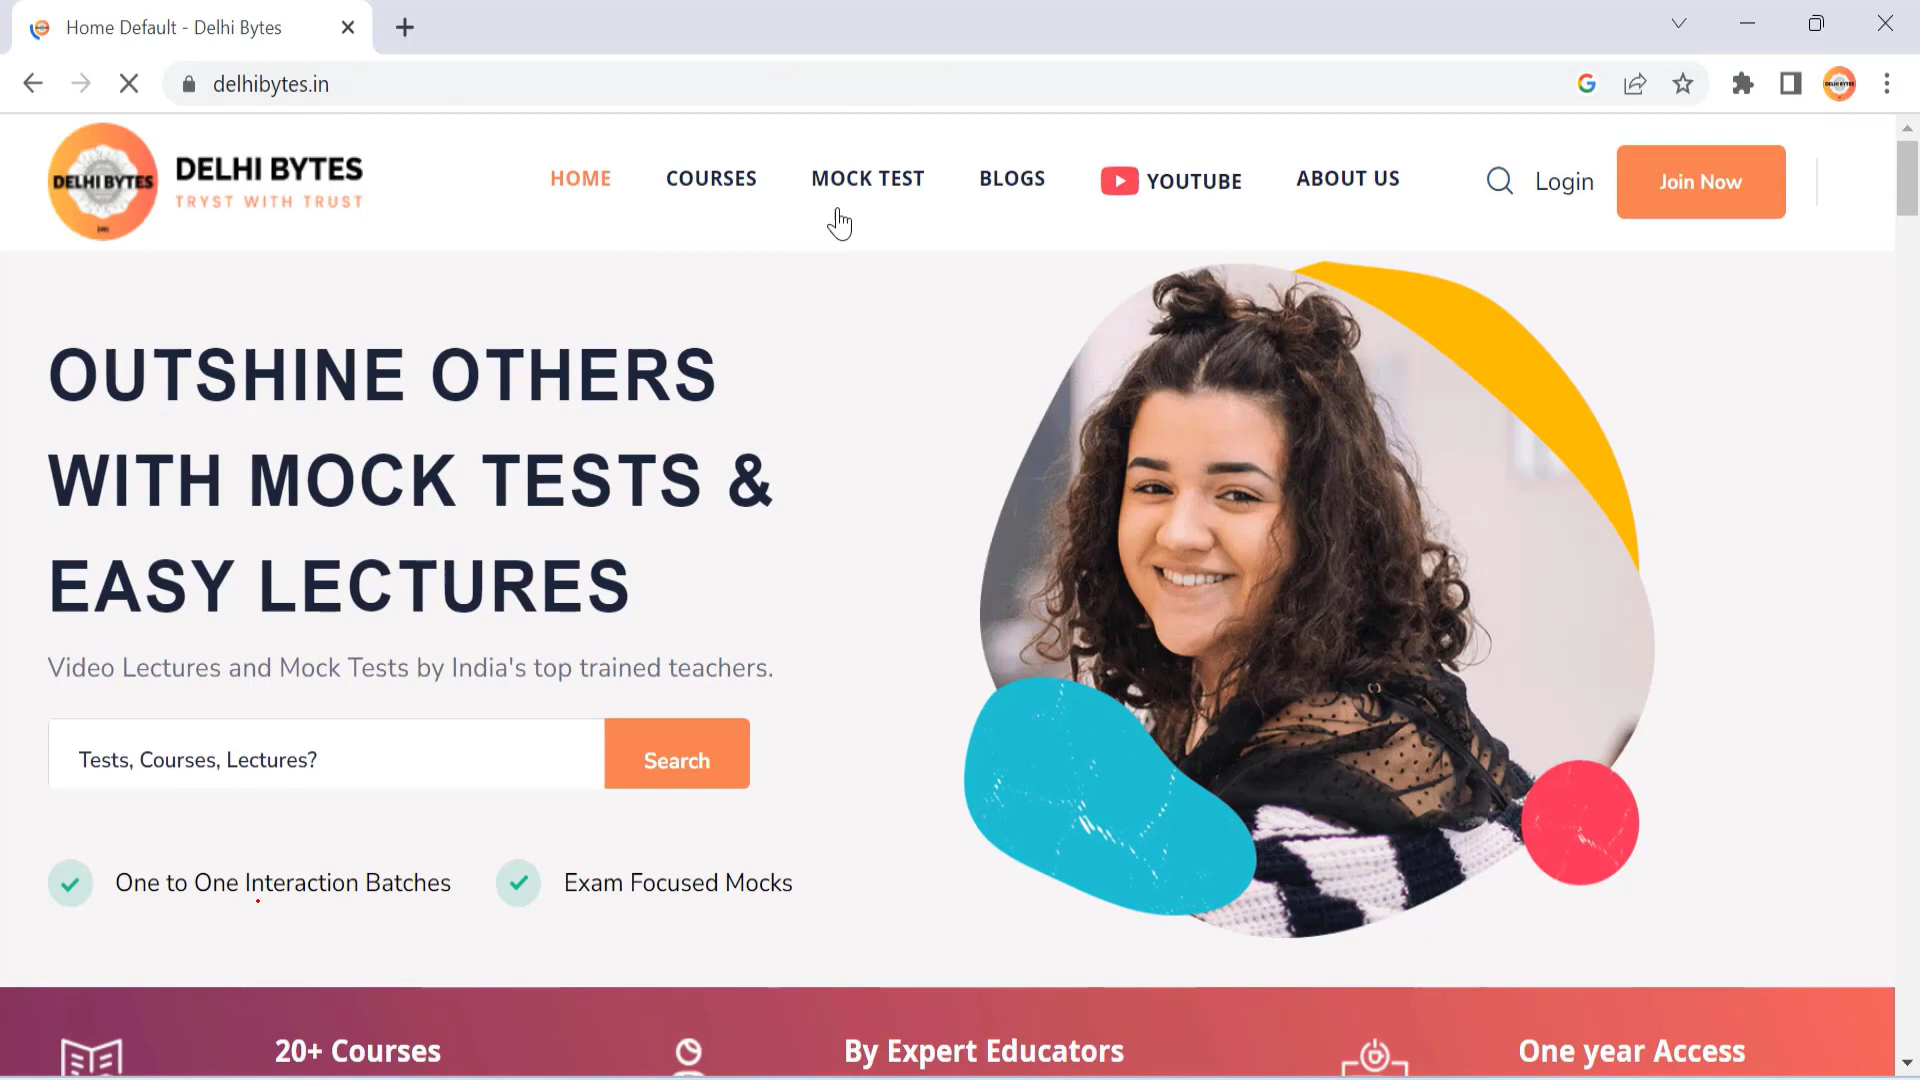 Home Default - Delhi Bytes
delhibytes.in
DELHI BYTES
DELHI BYTES
TRYST WITH TRUST
HOME
COURSES
MOCK TEST
BLOGS
YOUTUBE
ABOUT US
Login
Join Now
OUTSHINE OTHERS
WITH MOCK TESTS &
EASY LECTURES
Video Lectures and Mock Tests by India's top trained teachers.
Tests, Courses, Lectures?
Search
One to One Interaction Batches
Exam Focused Mocks
20+ Courses
By Expert Educators
One year Access